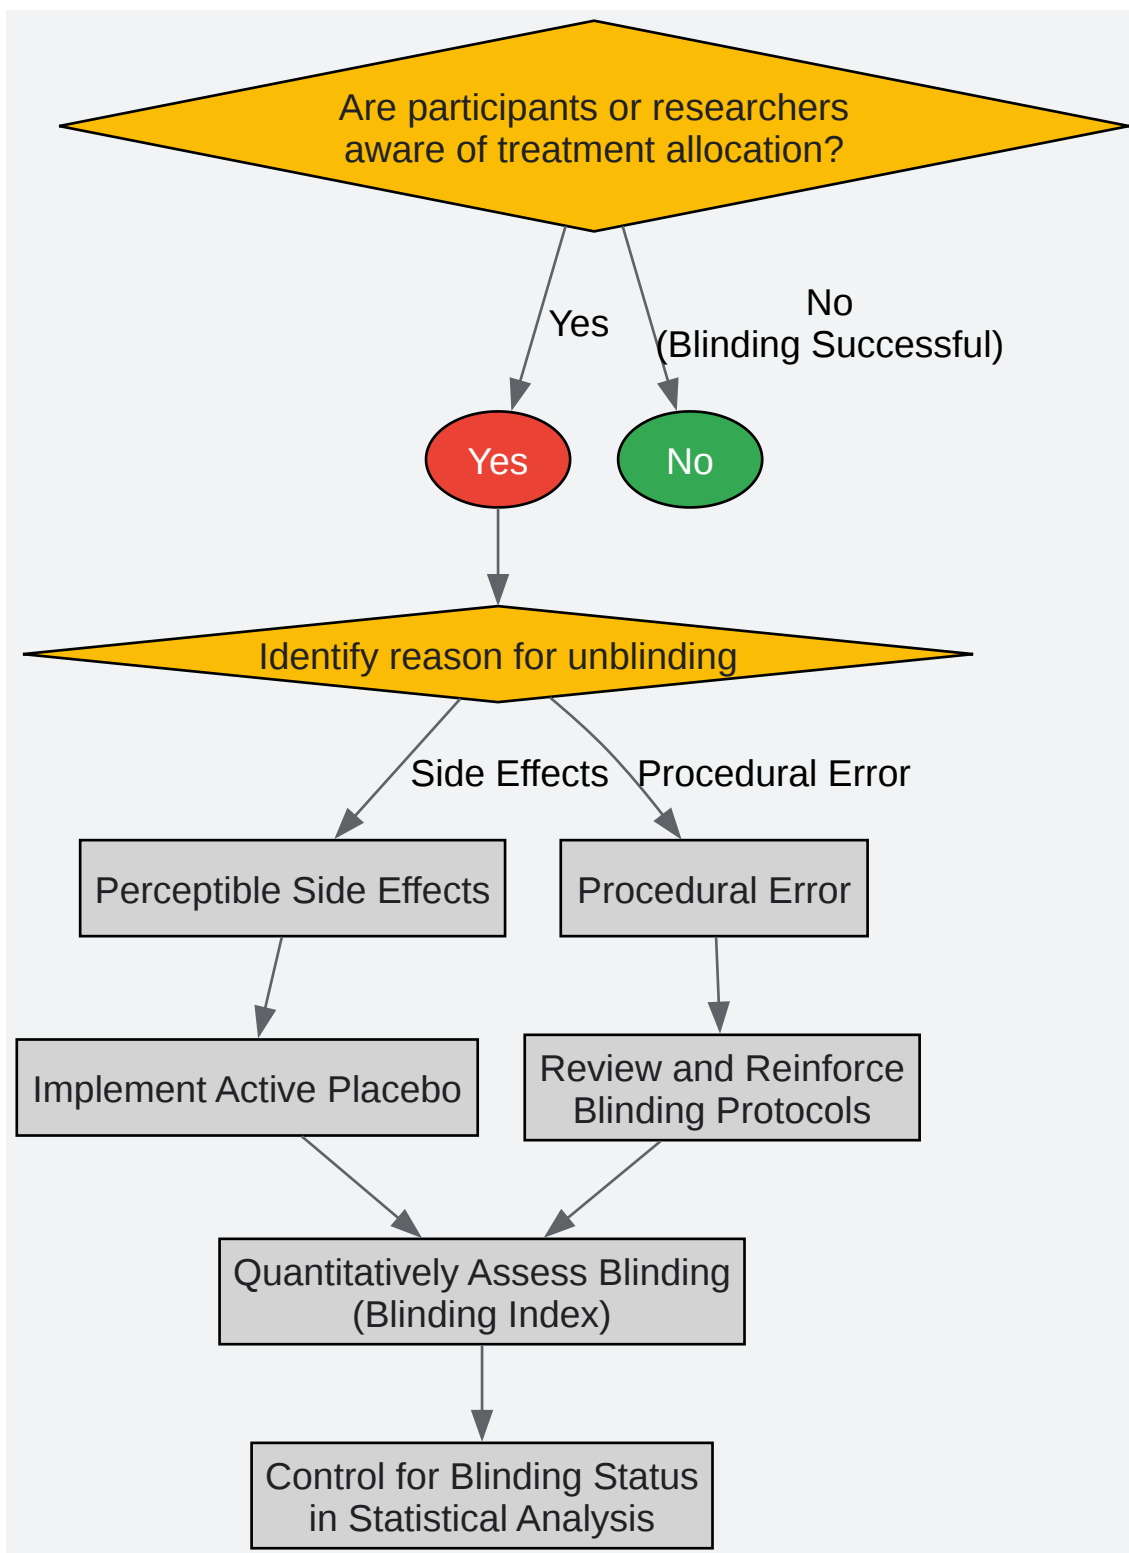 Are participants or researchers
aware of treatment allocation?
Yes
No
(Blinding Successful)
Yes
No
Identify reason for unblinding
Side Effects
Procedural Error
Perceptible Side Effects
Procedural Error
Implement Active Placebo
Review and Reinforce
Blinding Protocols
Quantitatively Assess Blinding
(Blinding Index)
Control for Blinding Status
in Statistical Analysis